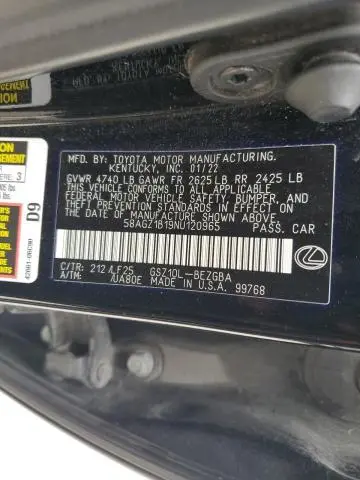 MFD. BY: TOYOTA MOTOR MANUFACTURING,
KENTUCKY, INC. 01/22
GVWR 4740 LB GAWR FR 2625 LB RR 2425 LB
THIS VEHICLE CONFORMS TO ALL APPLICABLE
FEDERAL MOTOR VEHICLE SAFETY, BUMPER, AND
THEFT PREVENTION STANDARDS IN EFFECT ON
THE DATE OF MANUFACTURE SHOWN ABOVE.
58AGZ1B19NU120965 PASS. CAR
C/TR: 212 /LF25 GSZ10L-BEZGBA
A/TM: /UA80E MADE IN U.S.A. 99768
D9